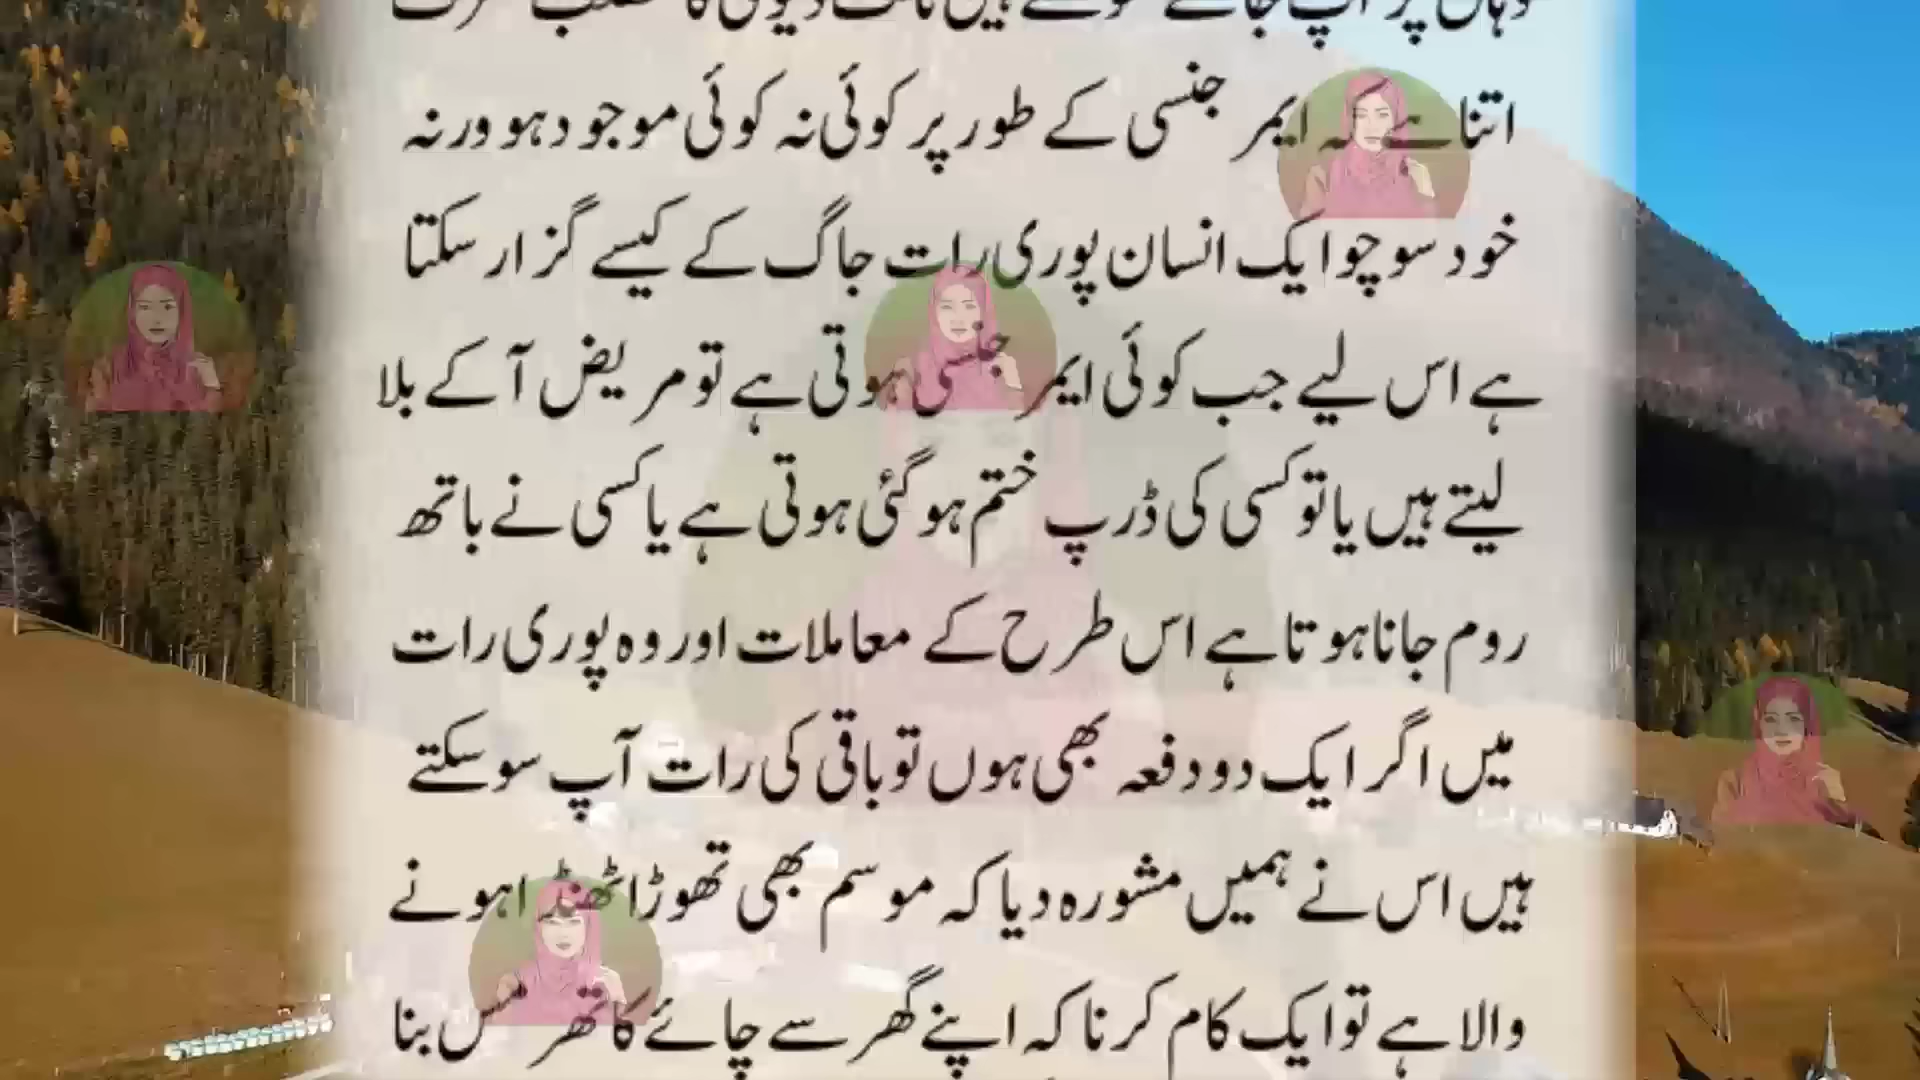 اتنا ہے کہ ایمرجنسی کے طور پر کوئی نہ کوئی موجود ہو ورنہ
خود سوچو ایک انسان پوری رات جاگ کے کیسے گزار سکتا
ہے اس لیے جب کوئی ایمرجنسی ہوتی ہے تو مریض آ کے بلا
لیتے ہیں یا تو کسی کی ڈرپ ختم ہو گئی ہوتی ہے یا کسی نے باتھ
روم جانا ہوتا ہے اس طرح کے معاملات اور وہ پوری رات
میں اگر ایک دو دفعہ بھی ہوں تو باقی کی رات آپ سو سکتے
ہیں اس نے ہمیں مشورہ دیا کہ موسم بھی تھوڑا ٹھنڈا ہونے
والا ہے تو ایک کام کرنا کہ اپنے گھر سے چائے کا تھرمس بنا